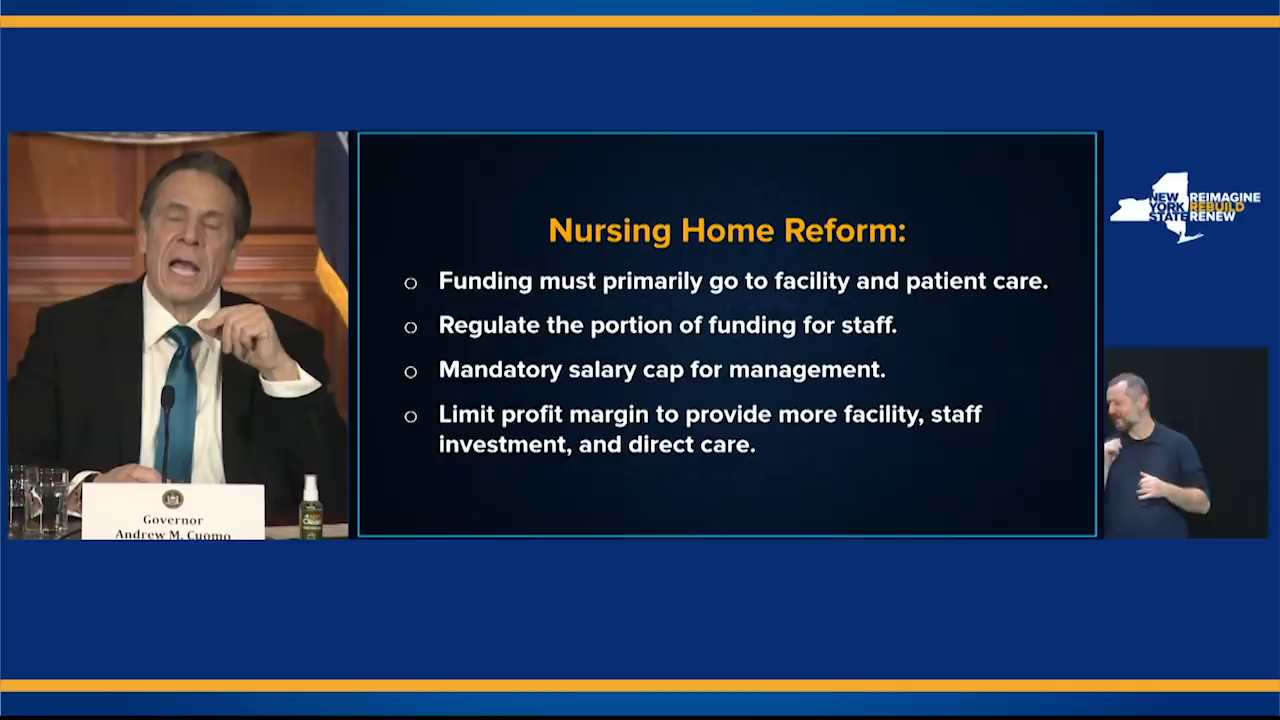 Nursing Home Reform:
Funding must primarily go to facility and patient care.
Regulate the portion of funding for staff.
Mandatory salary cap for management.
Limit profit margin to provide more facility, staff
investment, and direct care.
Governor
Andrew M. Cuomo
NEW
YORK
STATE
REIMAGINE
REBUILD
RENEW